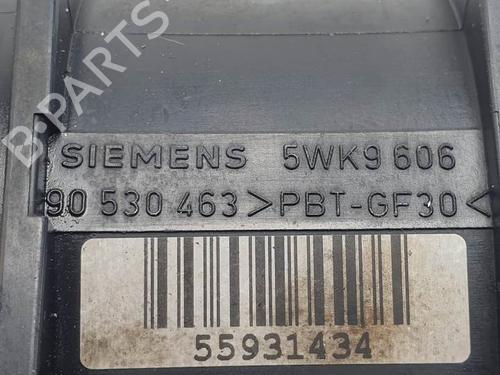 B-PARTS
SIEMENS 5WK9 606
90 530 463 >PBT-GF30<
55931434